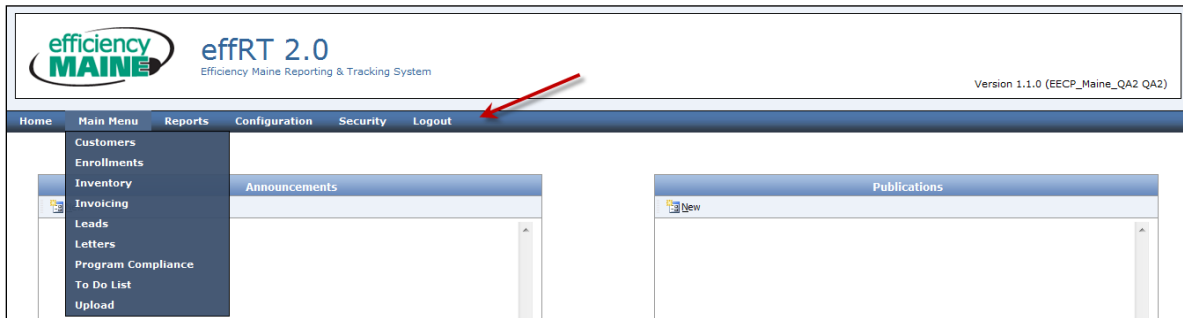 efficiency
MAINE
effRT 2.0
Efficiency Maine Reporting & Tracking System
Version 1.1.0 (EECP_Maine_QA2 QA2)
Home Main Menu Reports Configuration Security Logout
Customers
Enrollments
Inventory
Invoicing
Leads
Letters
Program Compliance
To Do List
Upload
Announcements
Publications
New